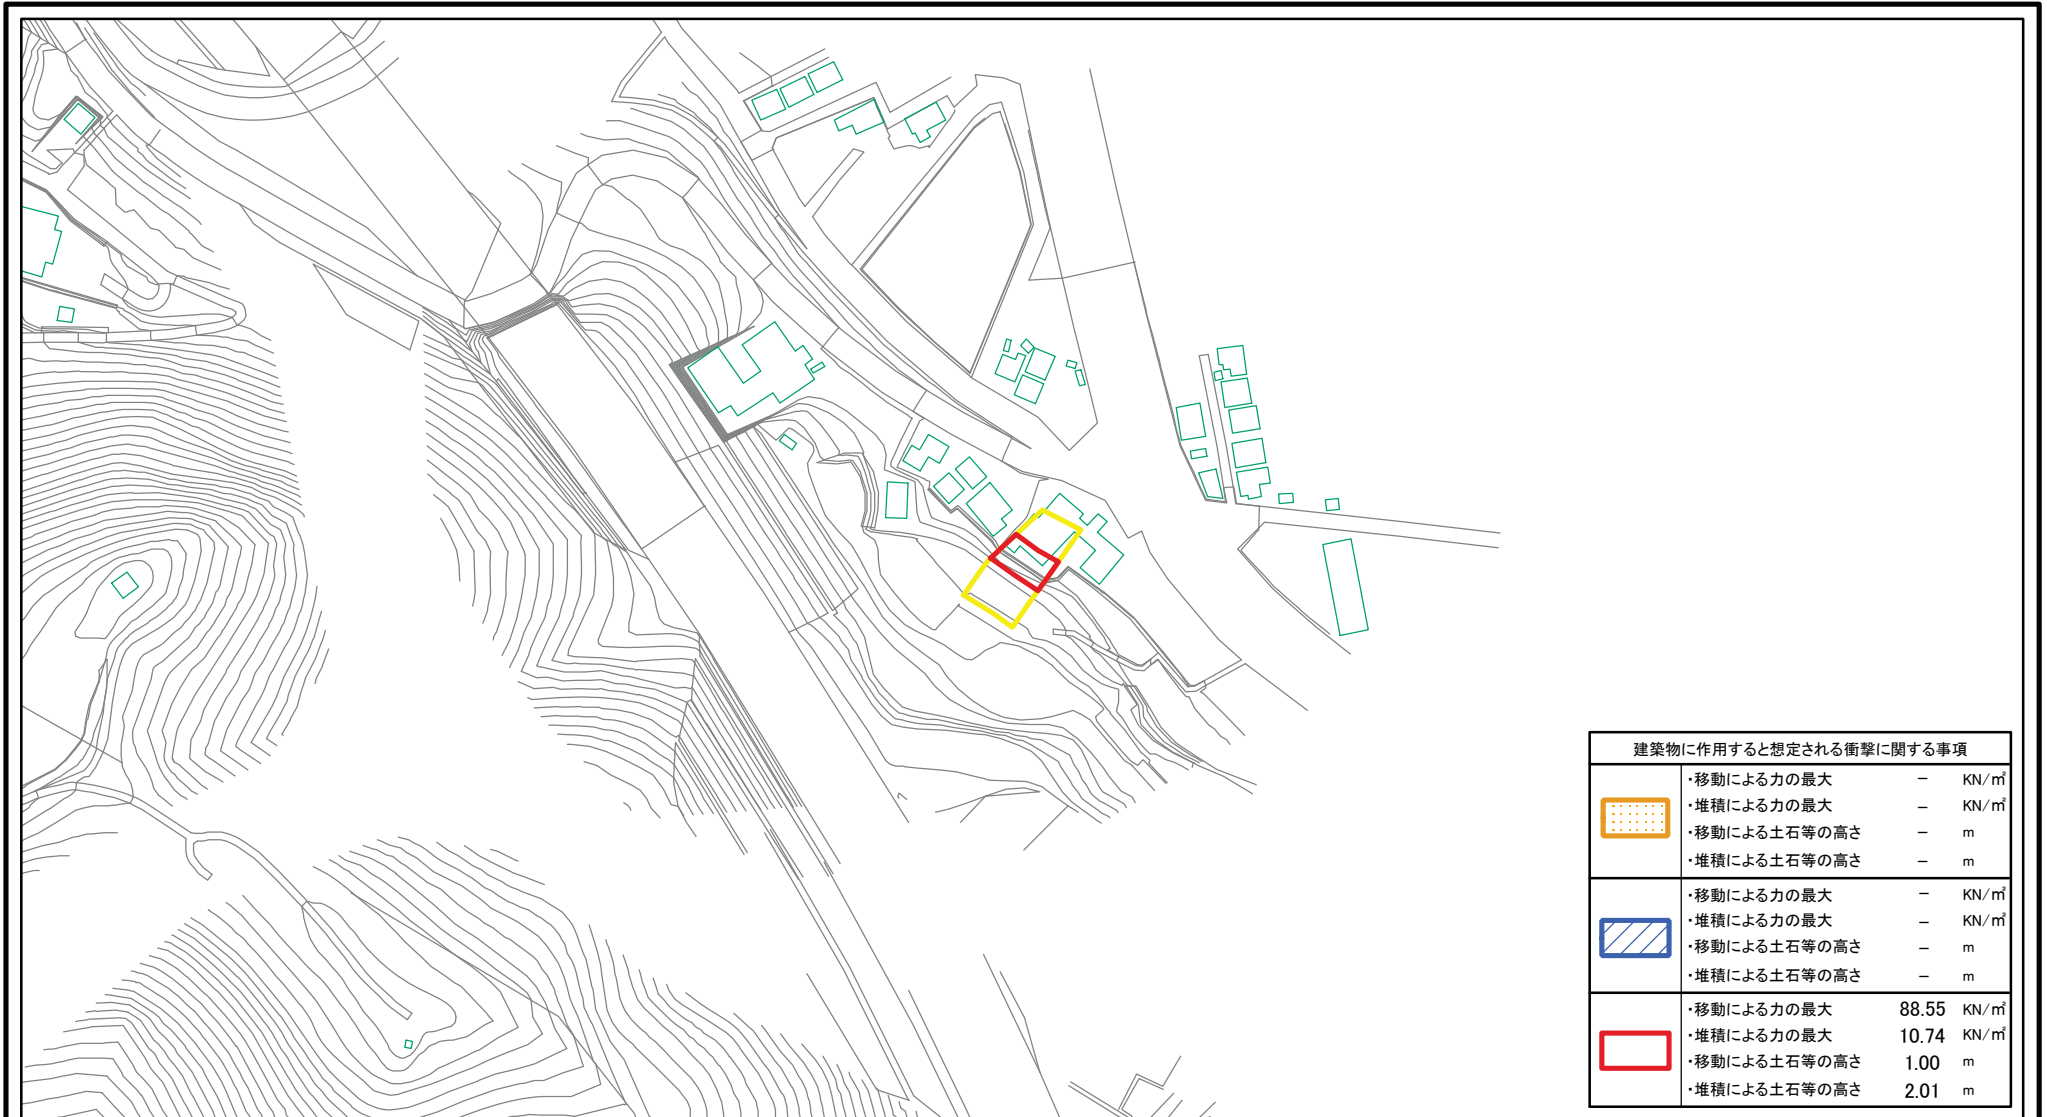 建築物に作用すると想定される衝撃に関する事項
・移動による力の最大 － KN/㎡
・堆積による力の最大 － KN/㎡
・移動による土石等の高さ － m
・堆積による土石等の高さ － m
・移動による力の最大 － KN/㎡
・堆積による力の最大 － KN/㎡
・移動による土石等の高さ － m
・堆積による土石等の高さ － m
・移動による力の最大 88.55 KN/㎡
・堆積による力の最大 10.74 KN/㎡
・移動による土石等の高さ 1.00 m
・堆積による土石等の高さ 2.01 m